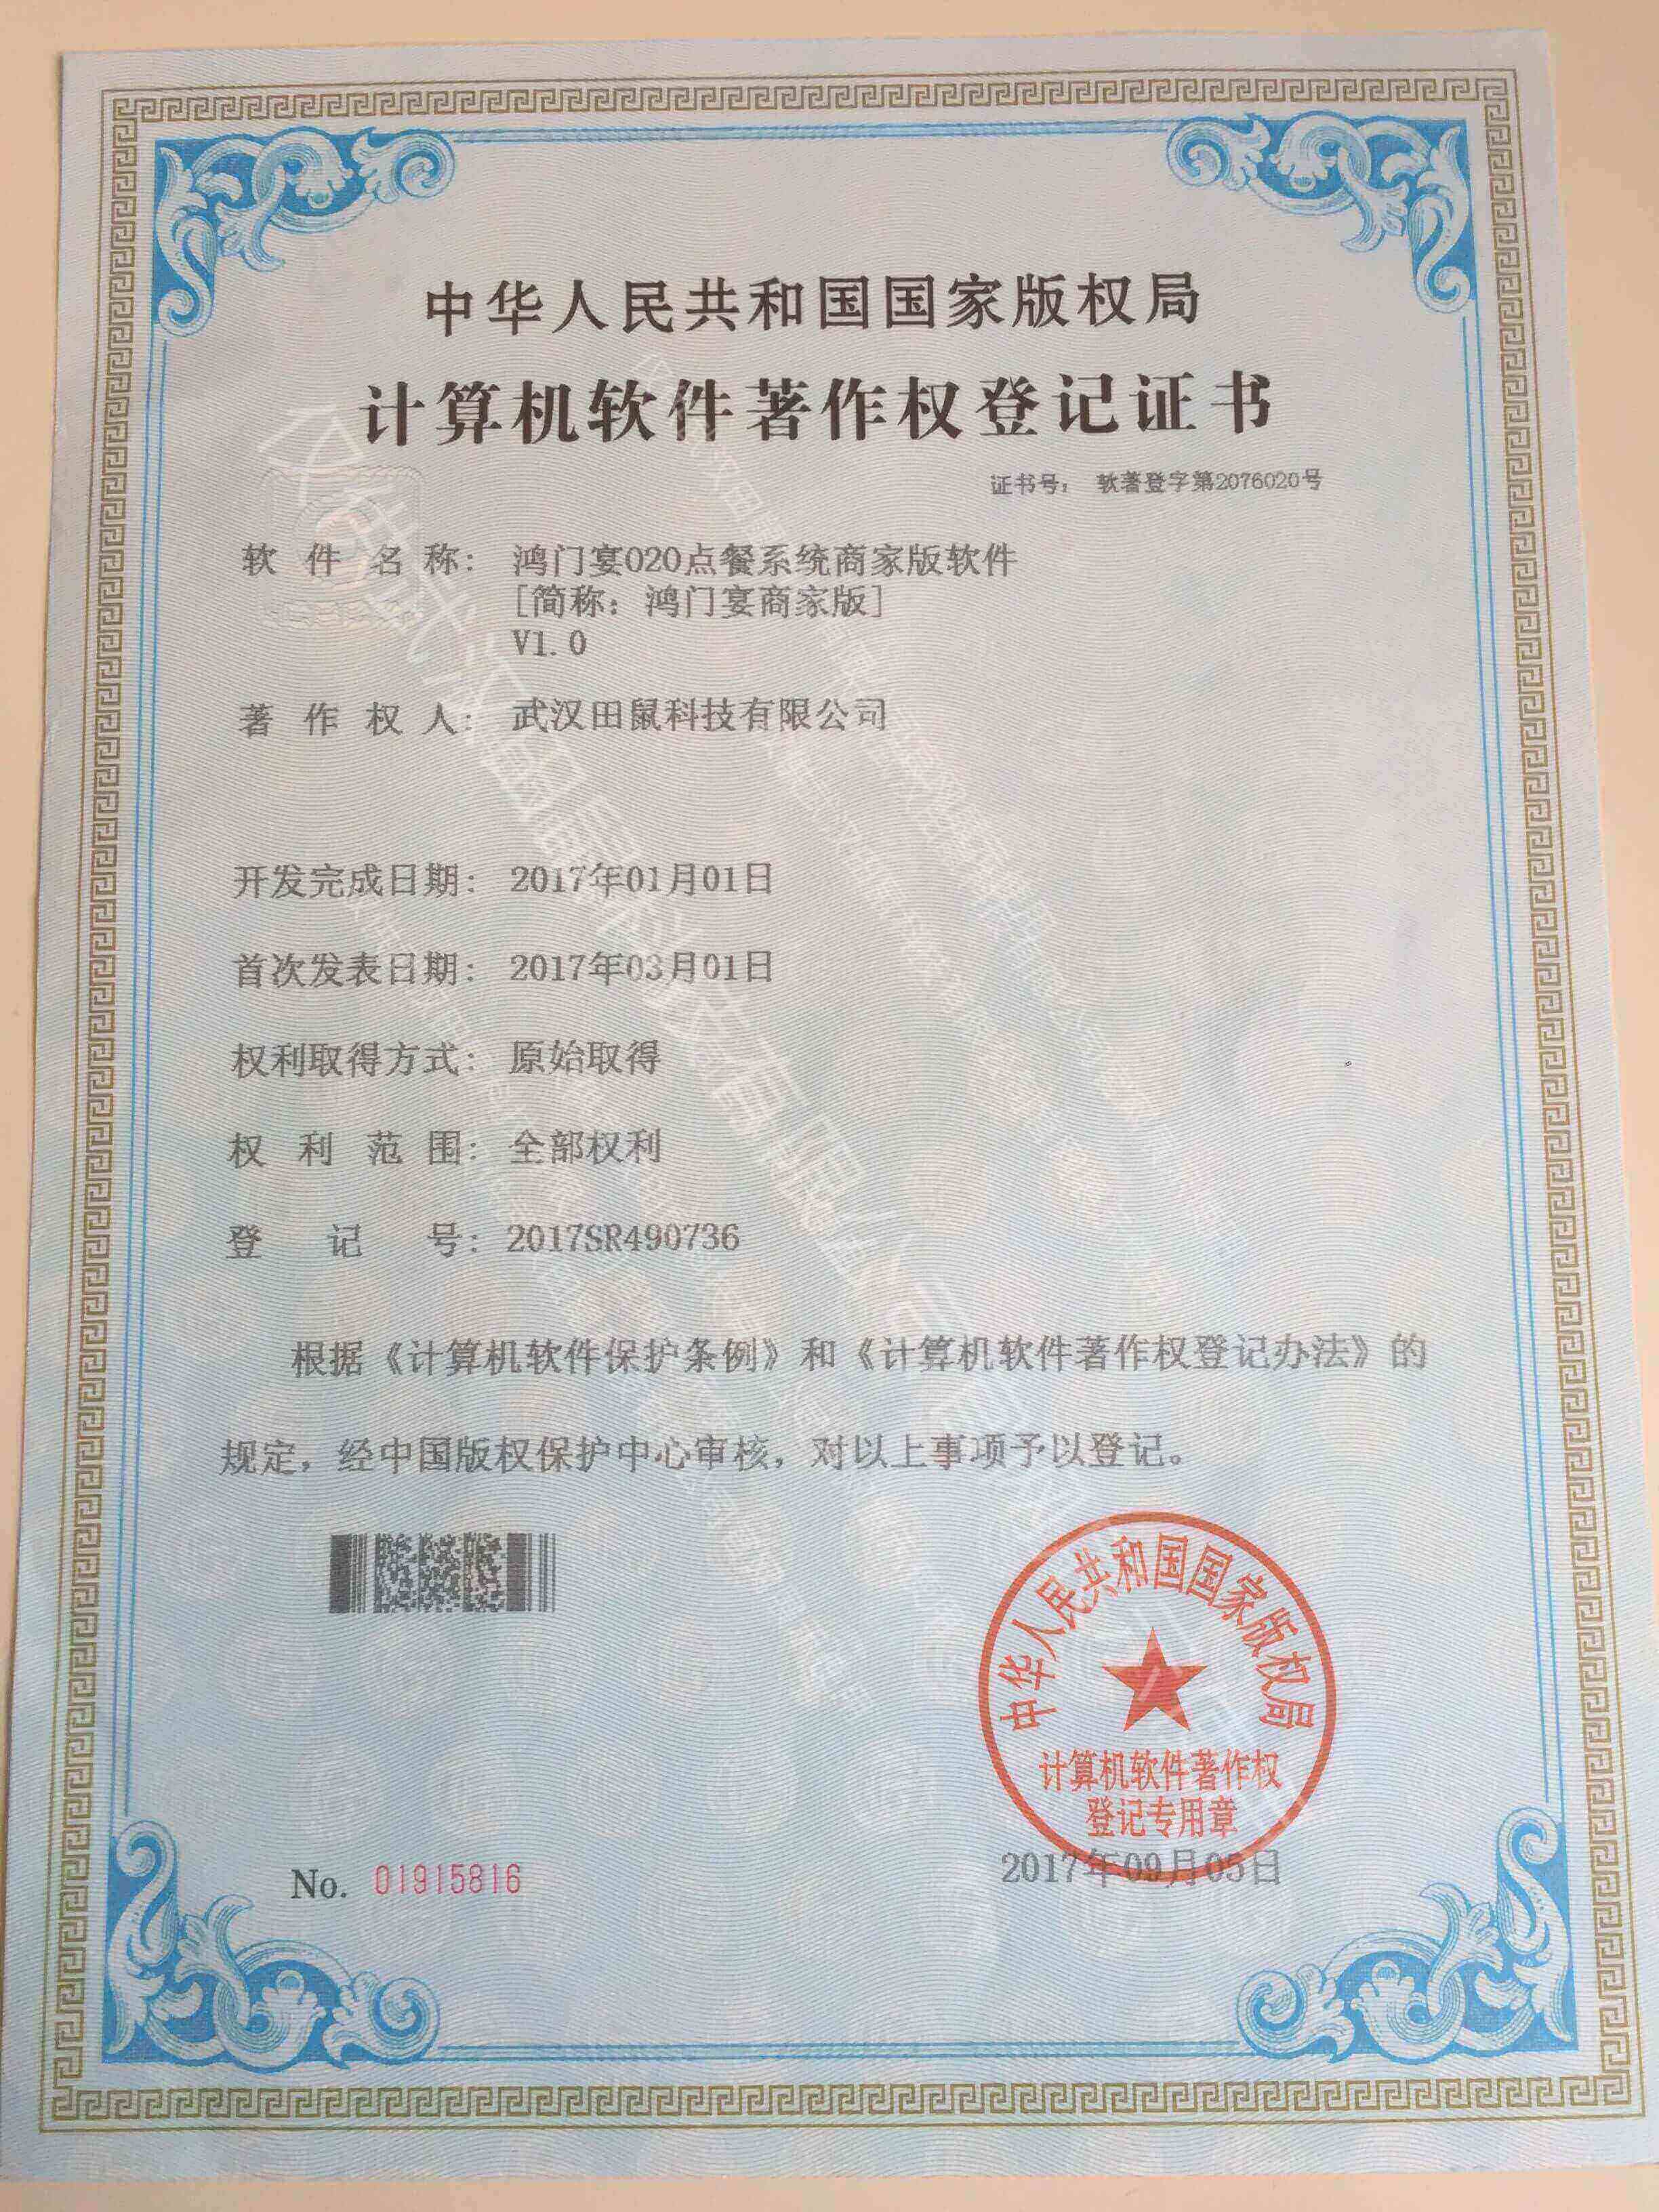 中华人民共和国国家版权局
计算机软件著作权登记证书
证书号： 软著登字第2076020号
软件名称： 鸿门宴O2O点餐系统商家版软件
[简称：鸿门宴商家版]
V1.0
著作权人： 武汉田鼠科技有限公司
开发完成日期： 2017年01月01日
首次发表日期： 2017年03月01日
权利取得方式： 原始取得
权利范围： 全部权利
登记号： 2017SR490736
根据《计算机软件保护条例》和《计算机软件著作权登记办法》的
规定，经中国版权保护中心审核，对以上事项予以登记。
中华人民共和国国家版权局
计算机软件著作权
登记专用章
No. 01915816
2017年09月05日